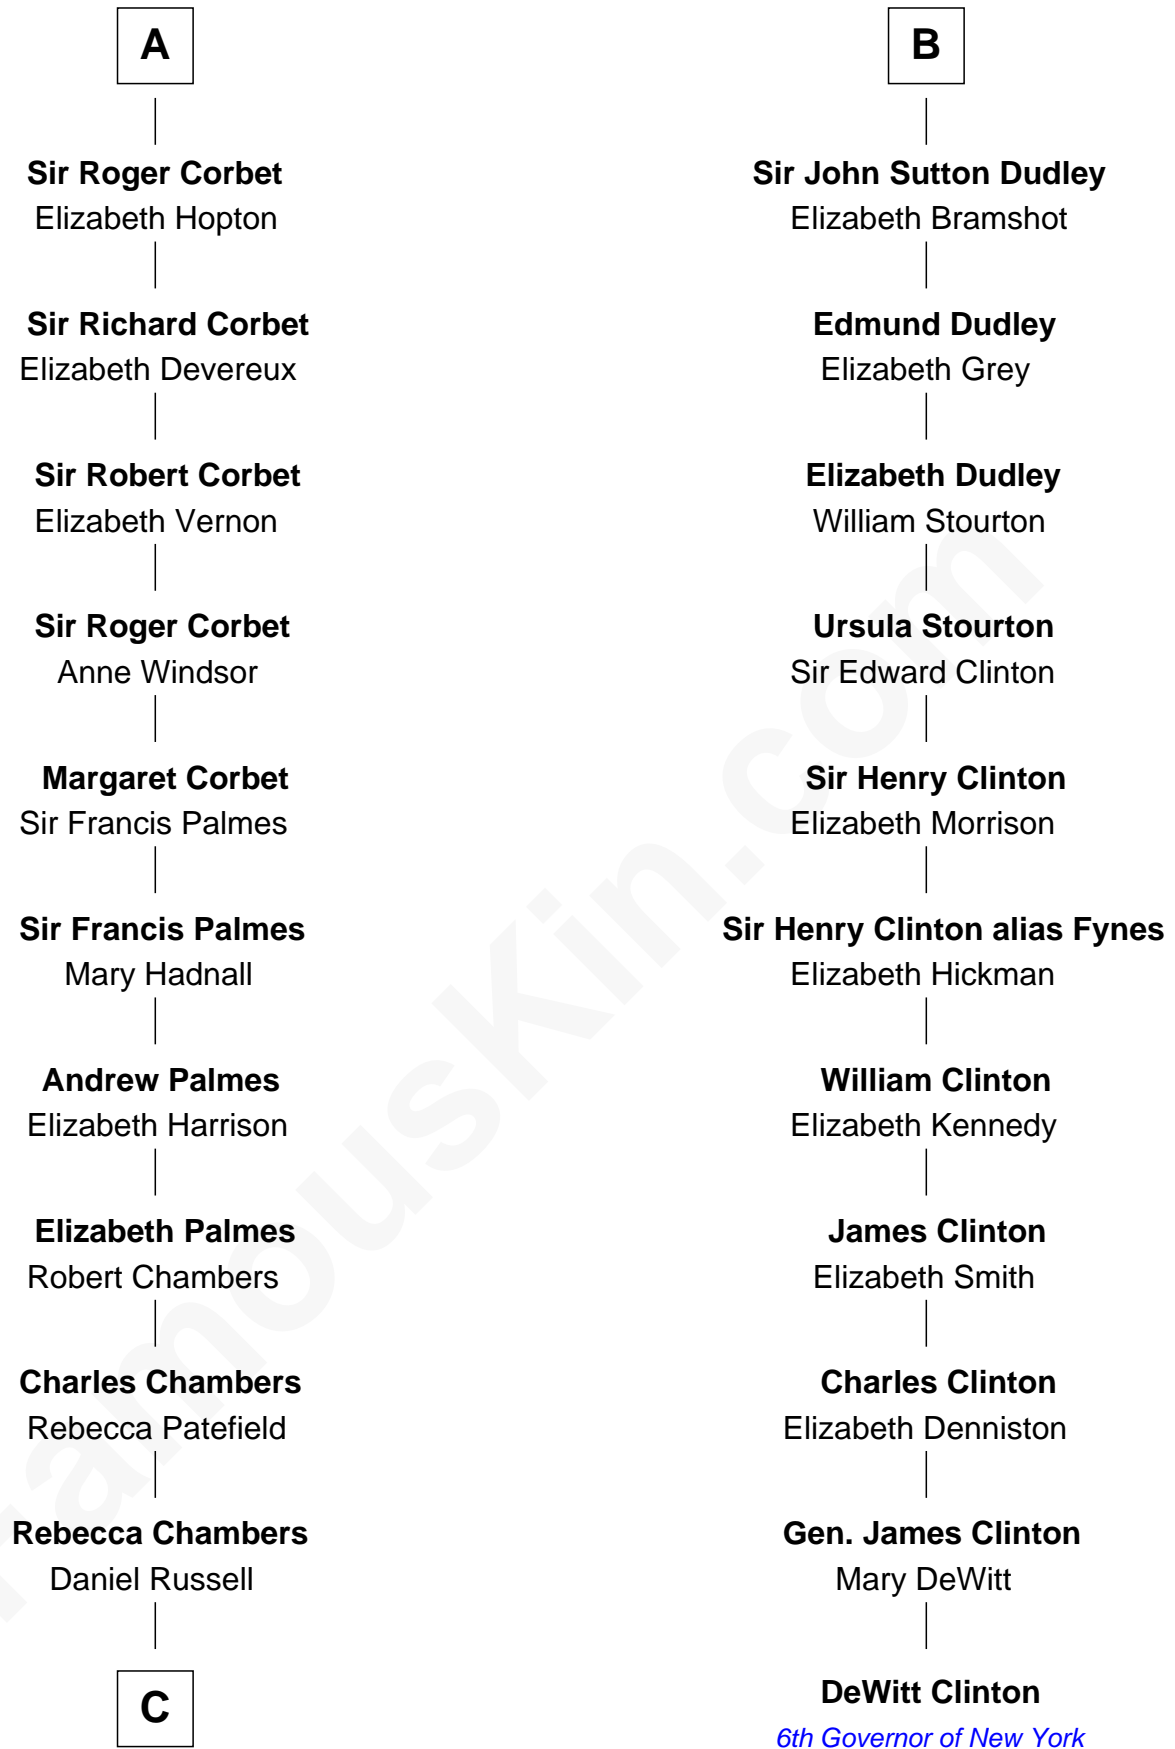 A
Sir Roger Corbet
Elizabeth Hopton
Sir Richard Corbet
Elizabeth Devereux
Sir Robert Corbet
Elizabeth Vernon
Sir Roger Corbet
Anne Windsor
Margaret Corbet
Sir Francis Palmes
Sir Francis Palmes
Mary Hadnall
Andrew Palmes
Elizabeth Harrison
Elizabeth Palmes
Robert Chambers
Charles Chambers
Rebecca Patefield
Rebecca Chambers
Daniel Russell
C
B
Sir John Sutton Dudley
Elizabeth Bramshot
Edmund Dudley
Elizabeth Grey
Elizabeth Dudley
William Stourton
Ursula Stourton
Sir Edward Clinton
Sir Henry Clinton
Elizabeth Morrison
Sir Henry Clinton alias Fynes
Elizabeth Hickman
William Clinton
Elizabeth Kennedy
James Clinton
Elizabeth Smith
Charles Clinton
Elizabeth Denniston
Gen. James Clinton
Mary DeWitt
DeWitt Clinton
6th Governor of New York
FamousKin.com